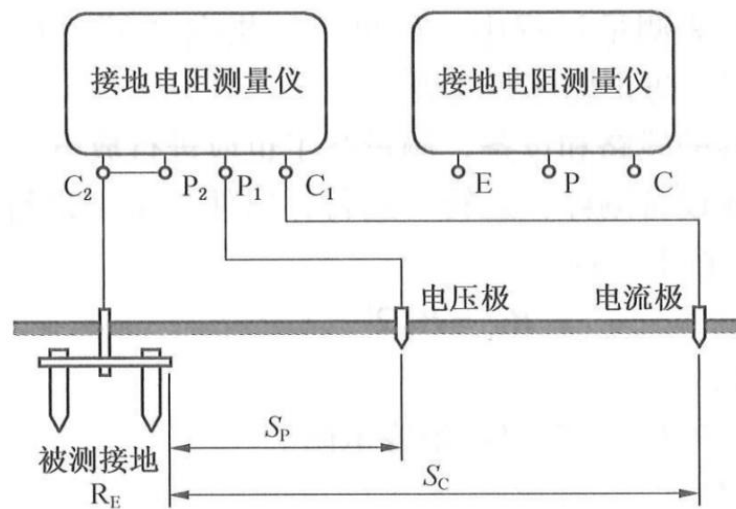 接地电阻测量仪
接地电阻测量仪
C₂ P₂ P₁ C₁
E P C
电压极
电流极
S_P
被测接地
R_E
S_C